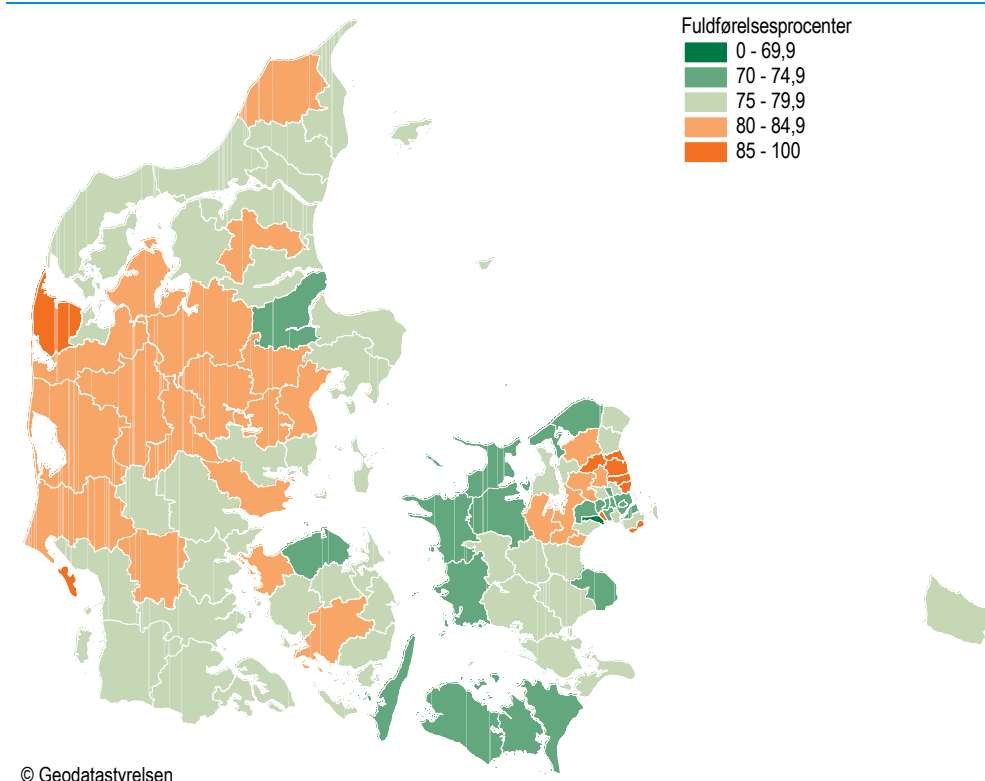 Fuldførelsesprocenter
0 - 69,9
70 - 74,9
75 - 79,9
80 - 84,9
85 - 100
© Geodatastyrelsen